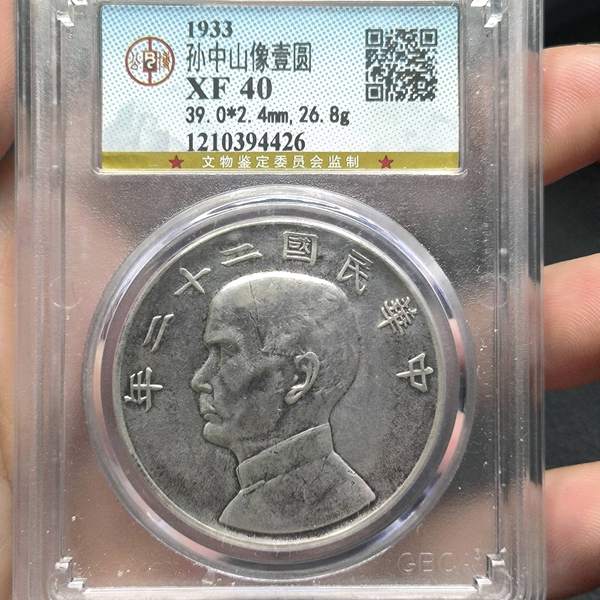 1933
孙中山像壹圆
XF 40
39.0*2.4mm,26.8g
1210394426
★ 文物鉴定委员会监制 ★
中華民國二十二年